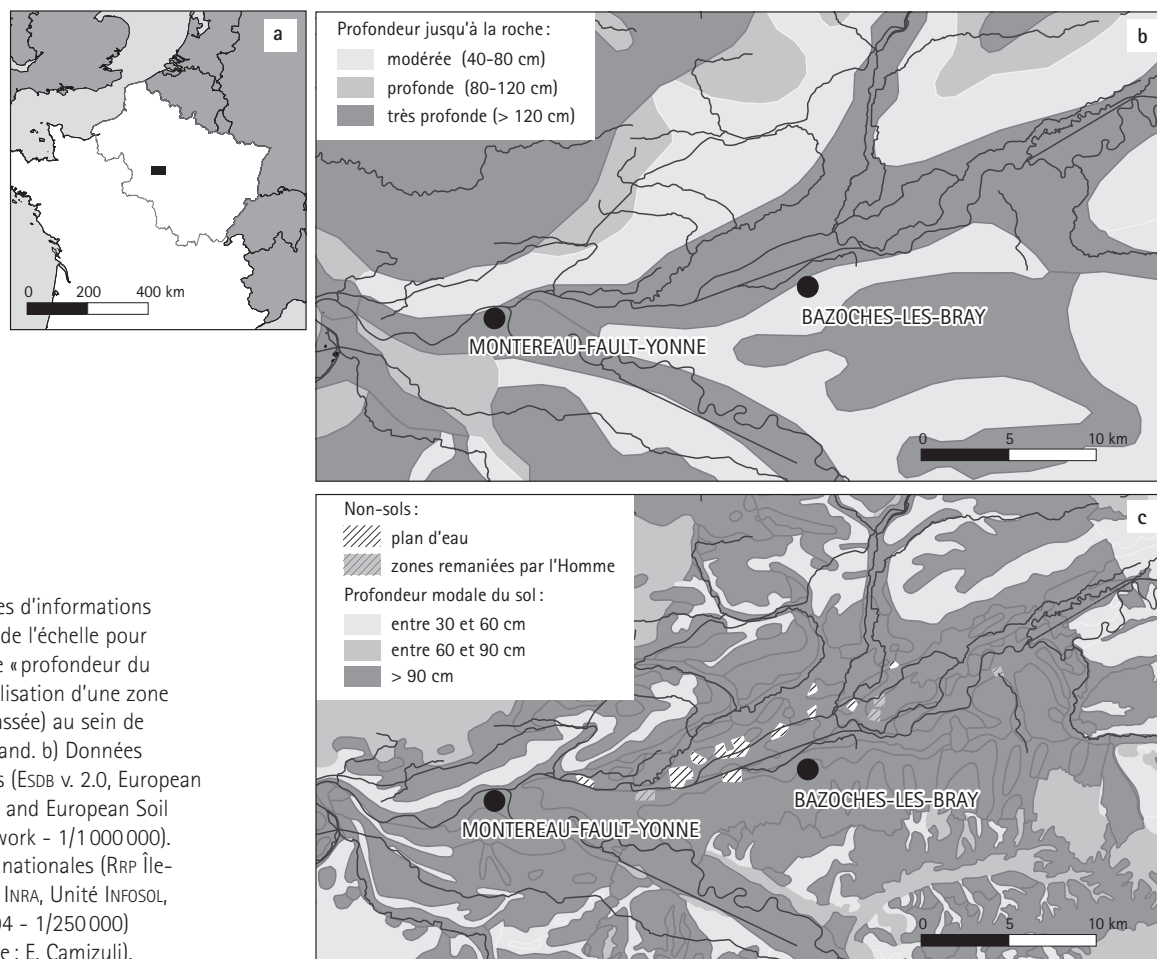 a
0 200 400 km
b
Profondeur jusqu'à la roche :
modérée (40-80 cm)
profonde (80-120 cm)
très profonde (> 120 cm)
BAZOCHES-LES-BRAY
MONTEREAU-FAULT-YONNE
0 5 10 km
c
Non-sols :
plan d'eau
zones remaniées par l'Homme
Profondeur modale du sol :
entre 30 et 60 cm
entre 60 et 90 cm
> 90 cm
BAZOCHES-LES-BRAY
MONTEREAU-FAULT-YONNE
0 5 10 km
es d'informations
de l'échelle pour
e « profondeur du
lisation d'une zone
assée) au sein de
and. b) Données
s (ESDB v. 2.0, European
and European Soil
work - 1/1 000 000).
nationales (RRP Île-
INRA, Unité INFOSOL,
04 - 1/250 000)
e : E. Camizuli).